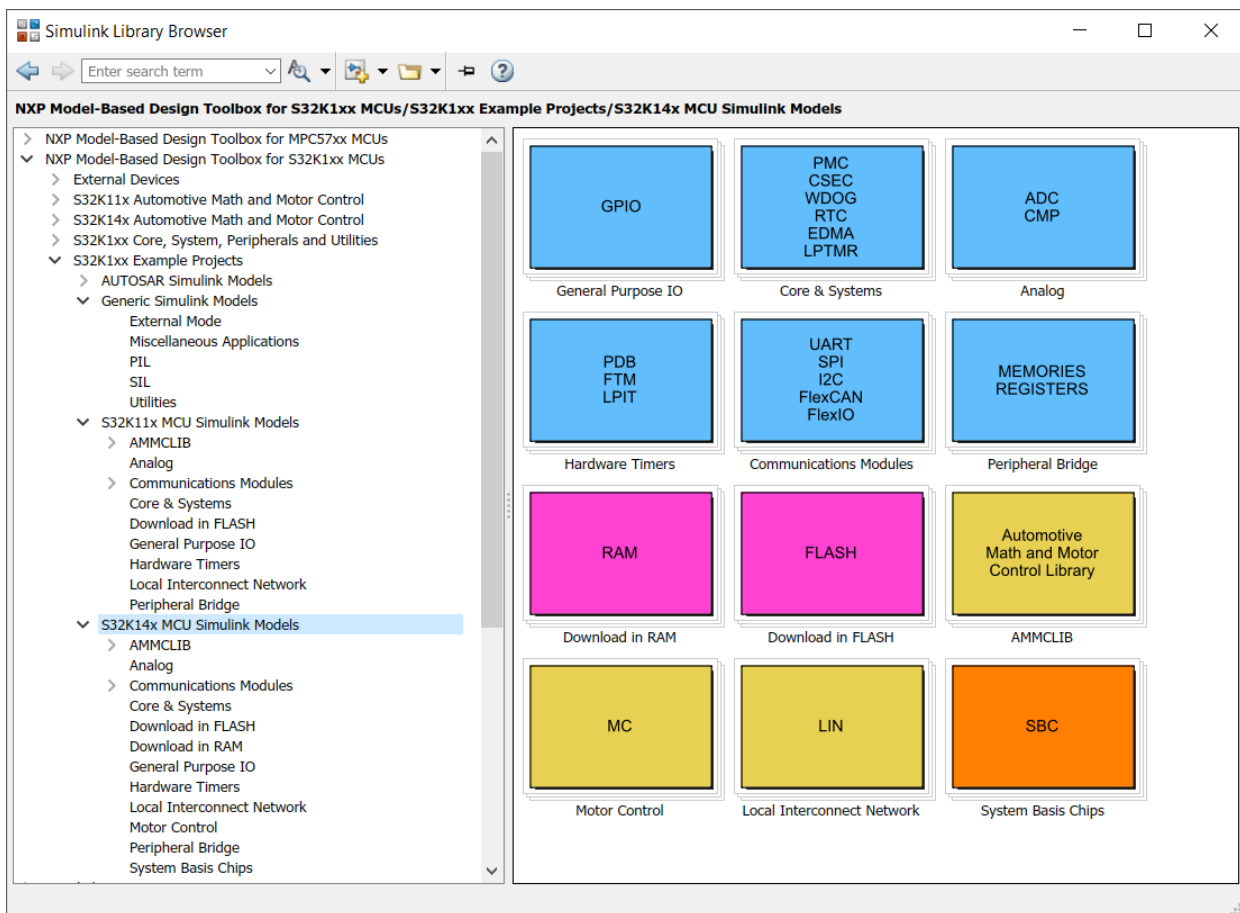 Simulink Library Browser
Enter search term
NXP Model-Based Design Toolbox for S32K1xx MCUs/S32K1xx Example Projects/S32K14x MCU Simulink Models
NXP Model-Based Design Toolbox for MPC57xx MCUs
NXP Model-Based Design Toolbox for S32K1xx MCUs
External Devices
S32K11x Automotive Math and Motor Control
S32K14x Automotive Math and Motor Control
S32K1xx Core, System, Peripherals and Utilities
S32K1xx Example Projects
AUTOSAR Simulink Models
Generic Simulink Models
External Mode
Miscellaneous Applications
PIL
SIL
Utilities
S32K11x MCU Simulink Models
AMMCLIB
Analog
Communications Modules
Core & Systems
Download in FLASH
General Purpose IO
Hardware Timers
Local Interconnect Network
Peripheral Bridge
S32K14x MCU Simulink Models
AMMCLIB
Analog
Communications Modules
Core & Systems
Download in FLASH
Download in RAM
General Purpose IO
Hardware Timers
Local Interconnect Network
Motor Control
Peripheral Bridge
System Basis Chips
GPIO
General Purpose IO
PMC
CSEC
WDOG
RTC
EDMA
LPTMR
Core & Systems
ADC
CMP
Analog
PDB
FTM
LPIT
Hardware Timers
UART
SPI
I2C
FlexCAN
FlexIO
Communications Modules
MEMORIES
REGISTERS
Peripheral Bridge
RAM
Download in RAM
FLASH
Download in FLASH
Automotive
Math and Motor
Control Library
AMMCLIB
MC
Motor Control
LIN
Local Interconnect Network
SBC
System Basis Chips